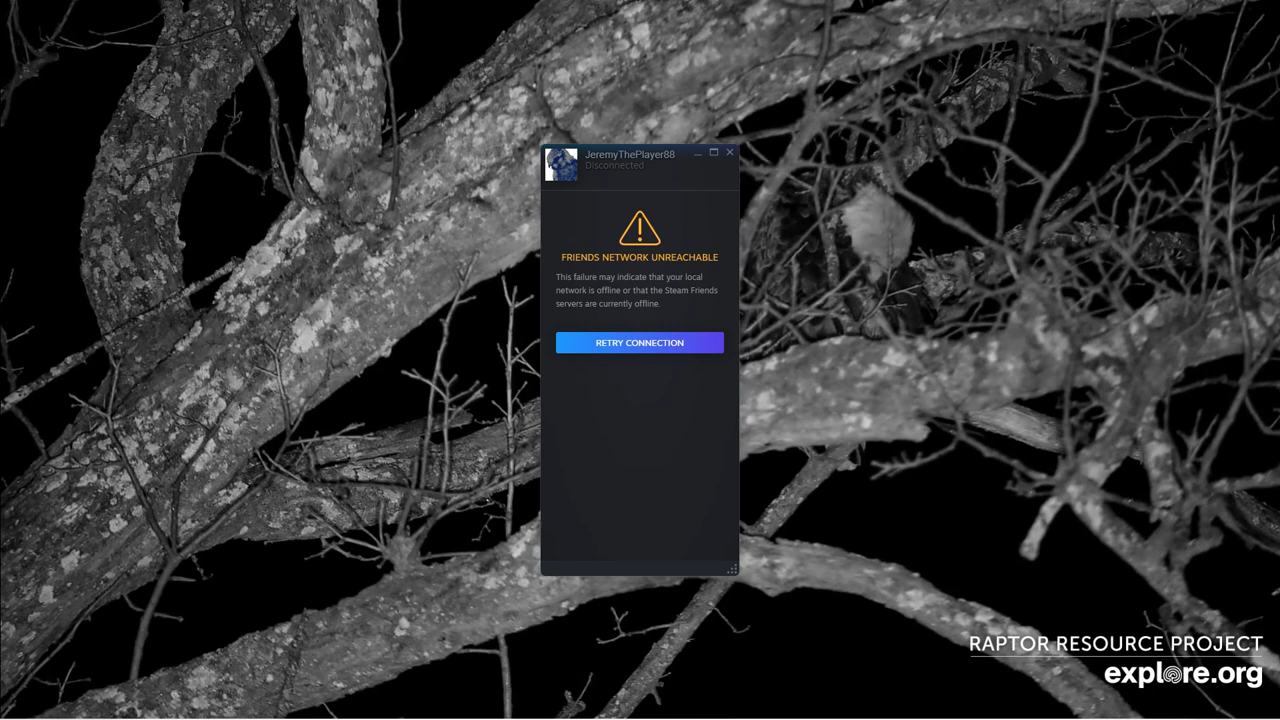 JeremyThePlayer88
Disconnected
FRIENDS NETWORK UNREACHABLE
This failure may indicate that your local
network is offline or that the Steam Friends
servers are currently offline.
RETRY CONNECTION
RAPTOR RESOURCE PROJECT
explore.org